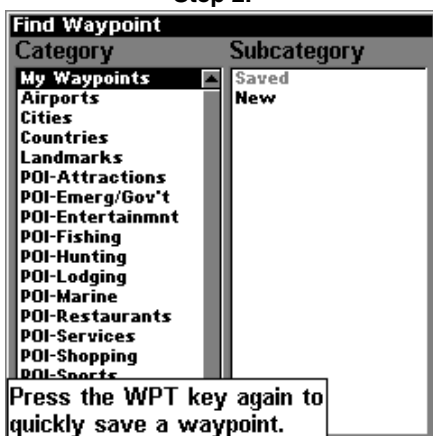 Find Waypoint
Category
Subcategory
My Waypoints
Airports
Cities
Countries
Landmarks
POI-Attractions
POI-Emerg/Gov't
POI-Entertainmnt
POI-Fishing
POI-Hunting
POI-Lodging
POI-Marine
POI-Restaurants
POI-Services
POI-Shopping
POI-Sports
Saved
New
Press the WPT key again to
quickly save a waypoint.